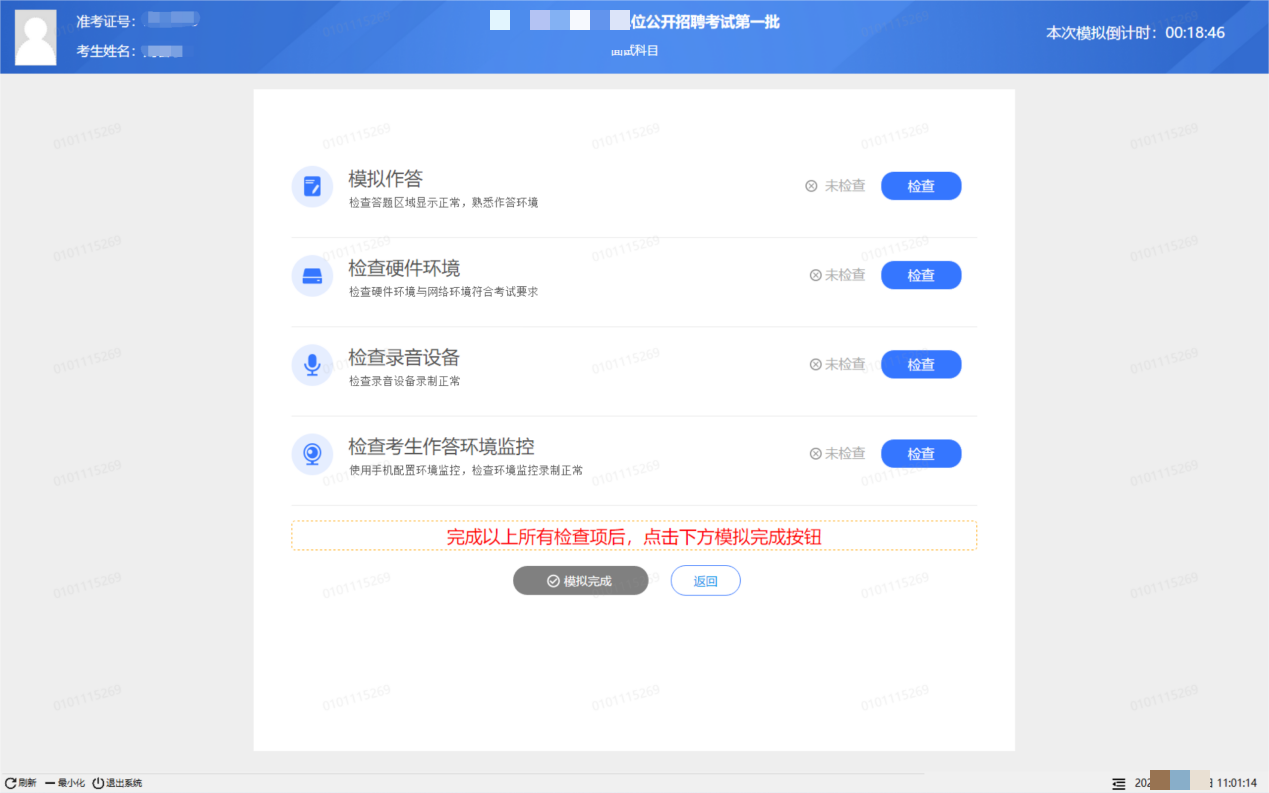 准考证号：
考生姓名：
位公开招聘考试第一批
面试科目
本次模拟倒计时：00:18:46
模拟作答
检查答题区域显示正常，熟悉作答环境
未检查
检查
检查硬件环境
检查硬件环境与网络环境符合考试要求
未检查
检查
检查录音设备
检查录音设备录制正常
未检查
检查
检查考生作答环境监控
使用手机配置环境监控，检查环境监控录制正常
未检查
检查
完成以上所有检查项后，点击下方模拟完成按钮
模拟完成
返回
0101115269
刷新 最小化 退出系统
202
11:01:14